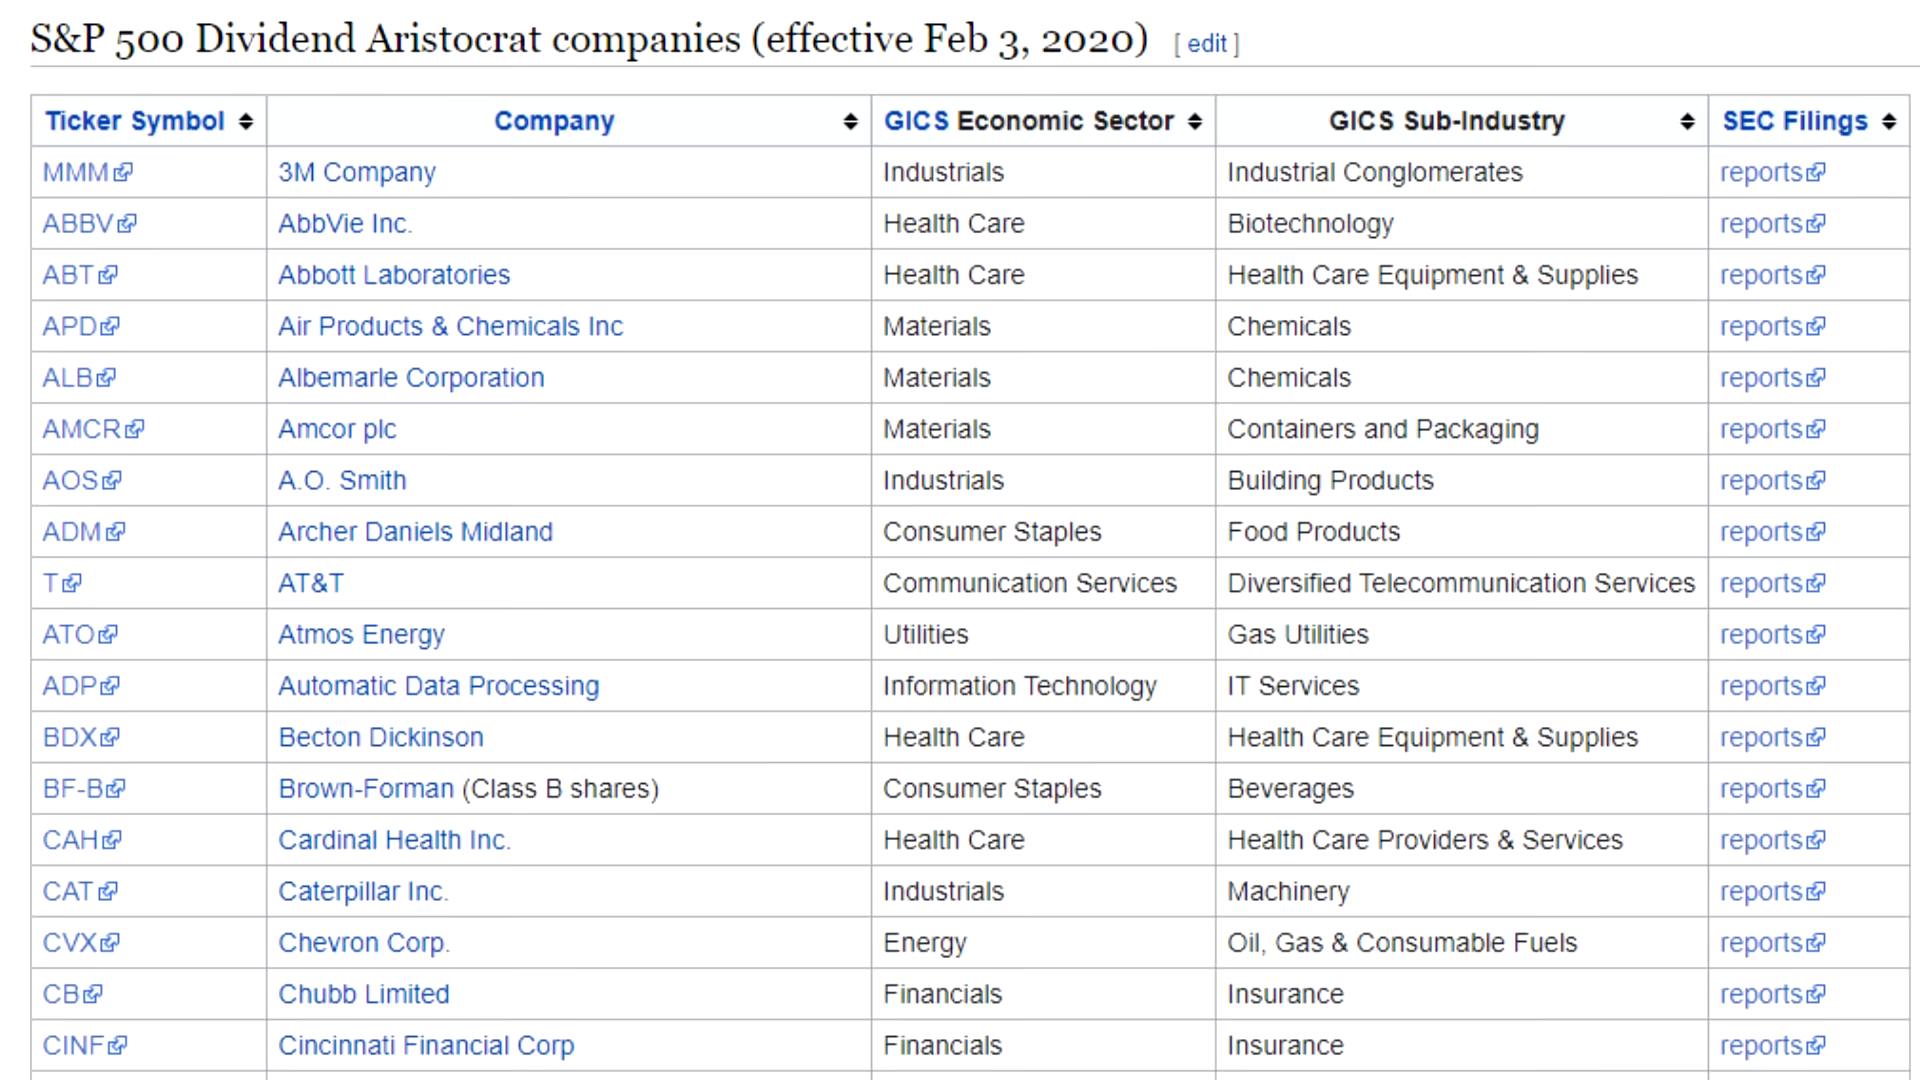 S&P 500 Dividend Aristocrat companies (effective Feb 3, 2020) [ edit ]
Ticker Symbol Company GICS Economic Sector GICS Sub-Industry SEC Filings
MMM 3M Company Industrials Industrial Conglomerates reports
ABBV AbbVie Inc. Health Care Biotechnology reports
ABT Abbott Laboratories Health Care Health Care Equipment & Supplies reports
APD Air Products & Chemicals Inc Materials Chemicals reports
ALB Albemarle Corporation Materials Chemicals reports
AMCR Amcor plc Materials Containers and Packaging reports
AOS A.O. Smith Industrials Building Products reports
ADM Archer Daniels Midland Consumer Staples Food Products reports
T AT&T Communication Services Diversified Telecommunication Services reports
ATO Atmos Energy Utilities Gas Utilities reports
ADP Automatic Data Processing Information Technology IT Services reports
BDX Becton Dickinson Health Care Health Care Equipment & Supplies reports
BF-B Brown-Forman (Class B shares) Consumer Staples Beverages reports
CAH Cardinal Health Inc. Health Care Health Care Providers & Services reports
CAT Caterpillar Inc. Industrials Machinery reports
CVX Chevron Corp. Energy Oil, Gas & Consumable Fuels reports
CB Chubb Limited Financials Insurance reports
CINF Cincinnati Financial Corp Financials Insurance reports